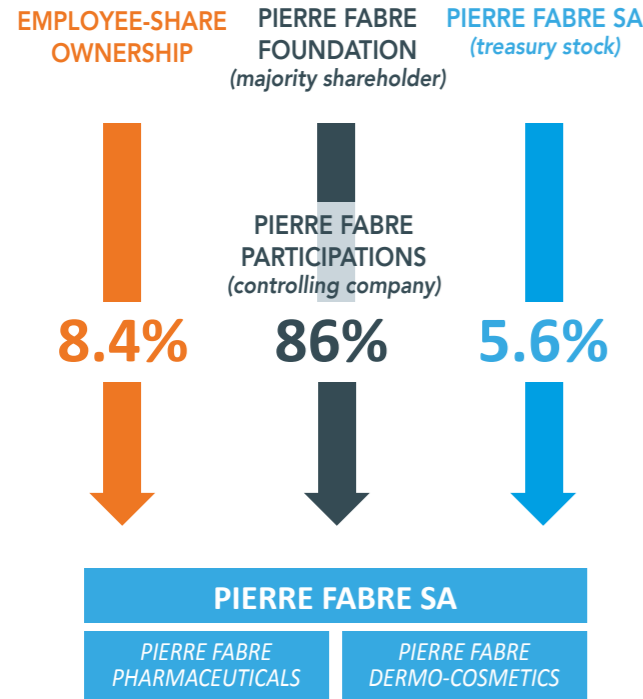 EMPLOYEE-SHARE
OWNERSHIP
PIERRE FABRE
FOUNDATION
(majority shareholder)
PIERRE FABRE SA
(treasury stock)
PIERRE FABRE
PARTICIPATIONS
(controlling company)
8.4%
86%
5.6%
PIERRE FABRE SA
PIERRE FABRE
PHARMACEUTICALS
PIERRE FABRE
DERMO-COSMETICS